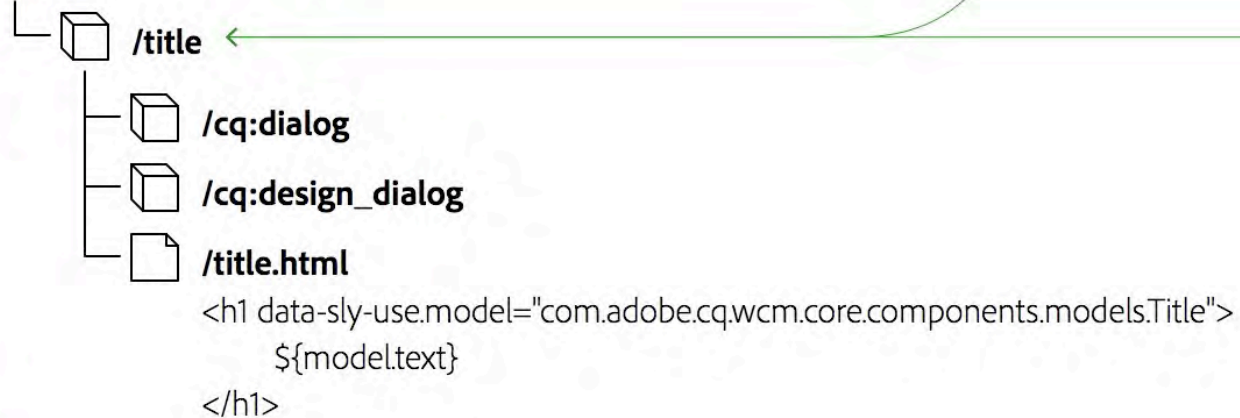 /title
/cq:dialog
/cq:design_dialog
/title.html
<h1 data-sly-use.model="com.adobe.cq.wcm.core.components.models.Title">
${model.text}
</h1>